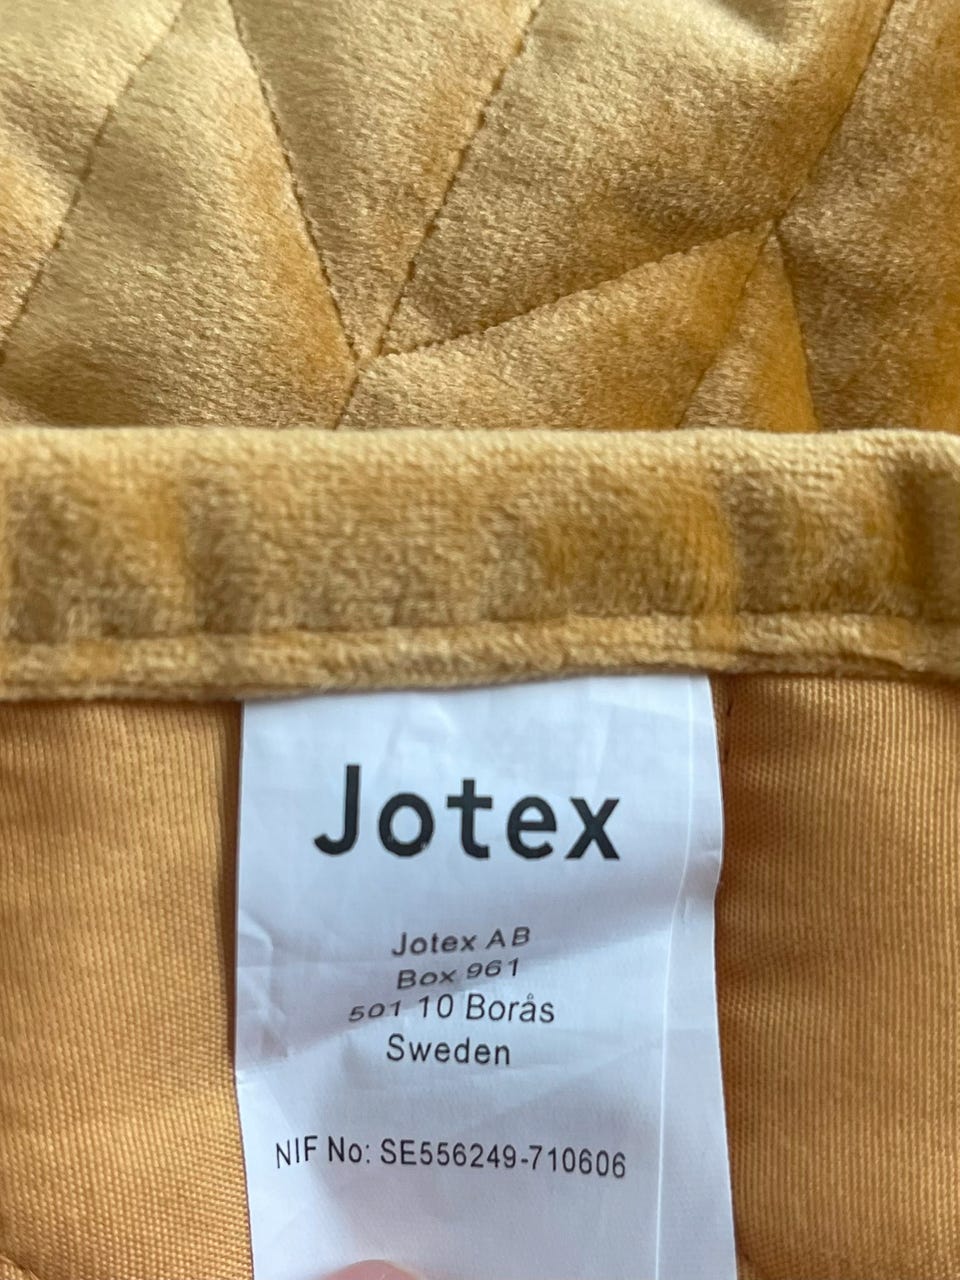 Jotex
Jotex AB
Box 961
501 10 Borås
Sweden
NIF No: SE556249-710606